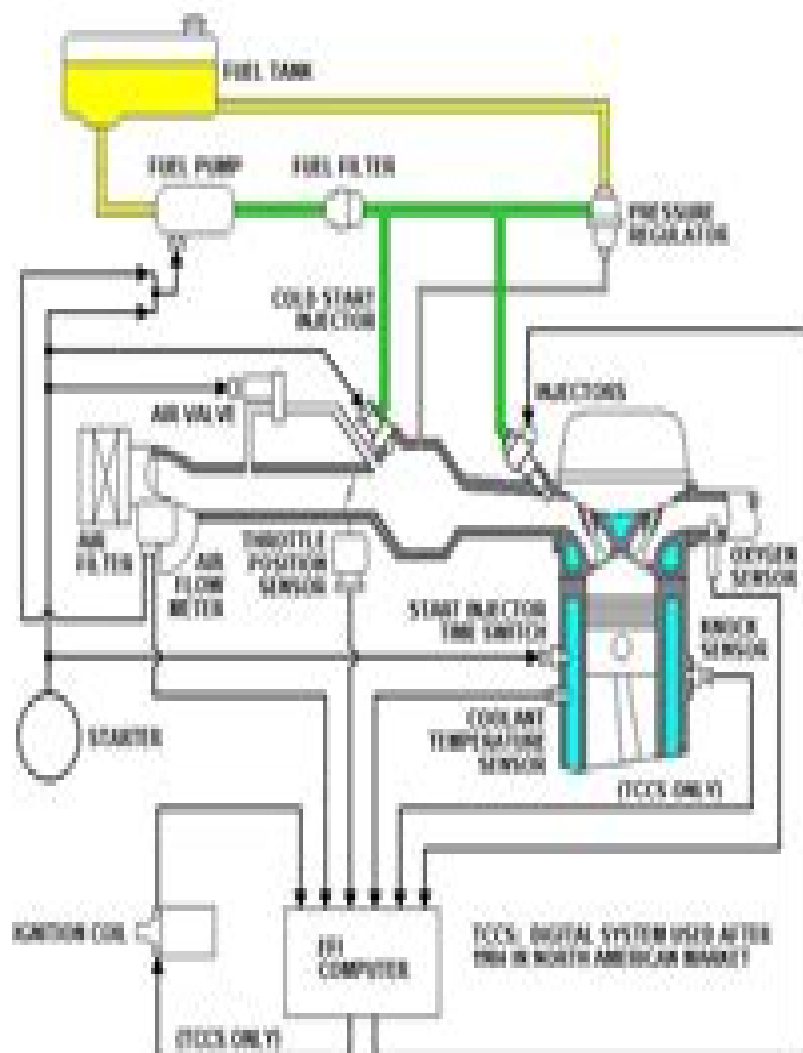 FUEL TANK
FUEL PUMP
FUEL FILTER
PRESSURE
REGULATOR
COLD START
INJECTOR
INJECTORS
AIR VALVE
AIR
FILTER
AIR
FLOW
METER
THROTTLE
POSITION
SENSOR
OXYGEN
SENSOR
START INJECTOR
TIME SWITCH
KNOCK
SENSOR
STARTER
COOLANT
TEMPERATURE
SENSOR
(TCCS ONLY)
IGNITION COIL
EFI
COMPUTER
TCCS: DIGITAL SYSTEM USED AFTER
1984 IN NORTH AMERICAN MARKET
(TCCS ONLY)